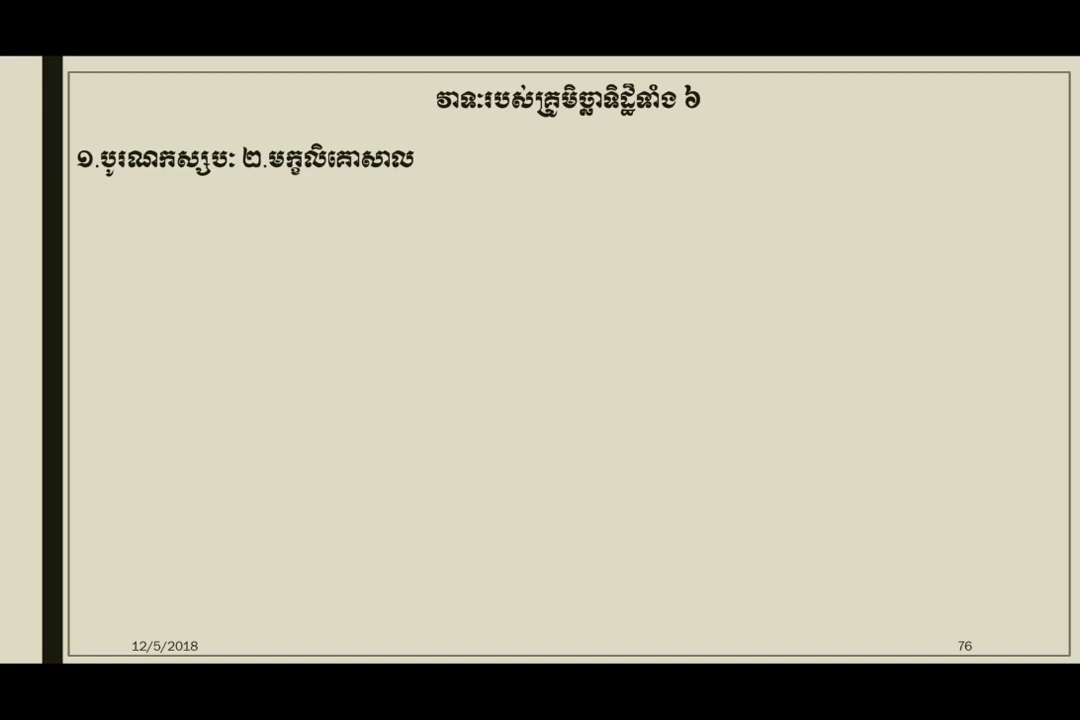 វាទៈរបស់គ្រូមិច្ឆាទិដ្ឋិទាំង ៦
១.បូរណកស្សបៈ ២.មក្ខលិគោសាល
12/5/2018
76